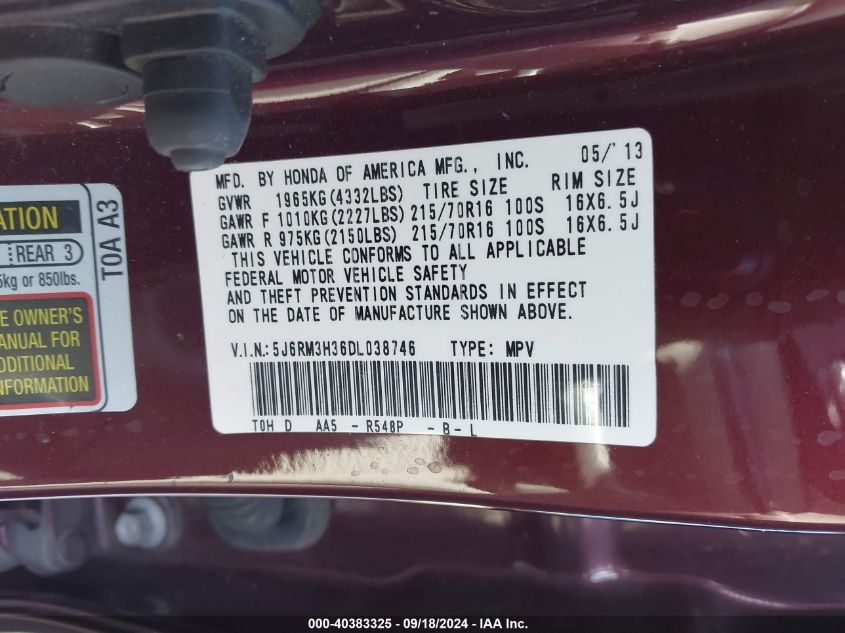 MFD. BY HONDA OF AMERICA MFG., INC. 05/'13
GVWR 1965KG(4332LBS) TIRE SIZE RIM SIZE
GAWR F 1010KG(2227LBS) 215/70R16 100S 16X6.5J
GAWR R 975KG(2150LBS) 215/70R16 100S 16X6.5J
THIS VEHICLE CONFORMS TO ALL APPLICABLE
FEDERAL MOTOR VEHICLE SAFETY
AND THEFT PREVENTION STANDARDS IN EFFECT
ON THE DATE OF MANUFACTURE SHOWN ABOVE.
V.I.N.: 5J6RM3H36DL038746 TYPE: MPV
T0H D AA5 - R548P - B - L
ATION
REAR 3
5kg or 850lbs.
E OWNER'S
MANUAL FOR
DDITIONAL
INFORMATION
T0A A3
000-40383325 - 09/18/2024 - IAA Inc.